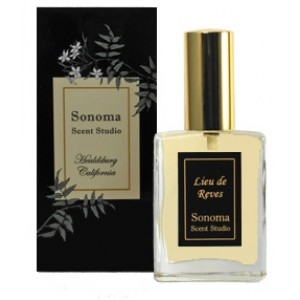 Sonoma
Scent Studio
Healdsburg
California
Lieu de
Reves
Sonoma
Scent Studio